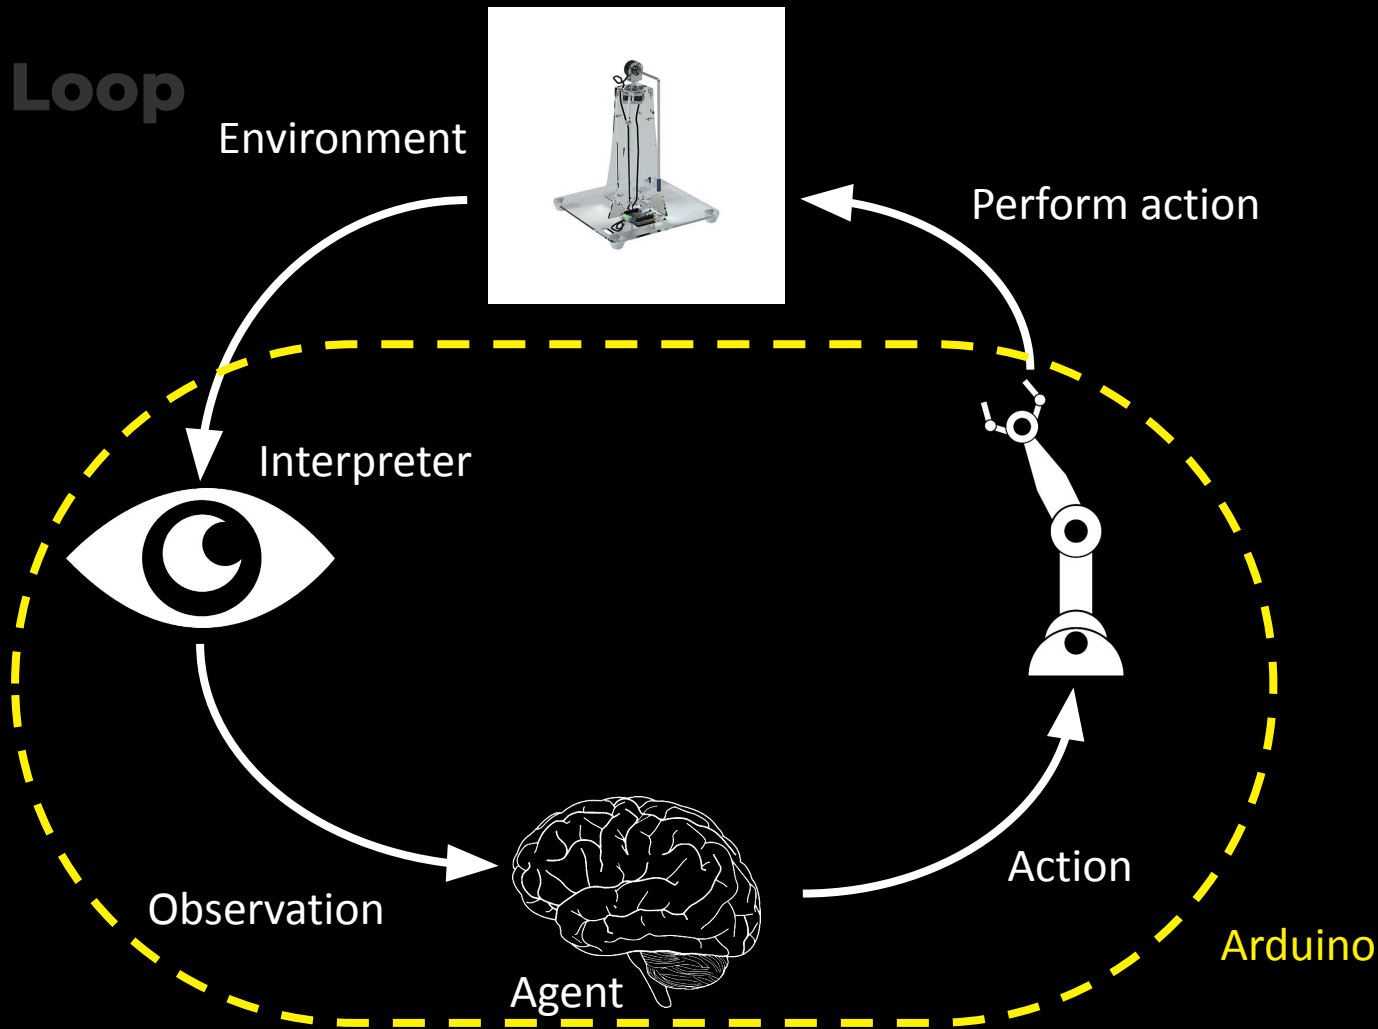 Loop
Environment
Perform action
Interpreter
Action
Observation
Arduino
Agent